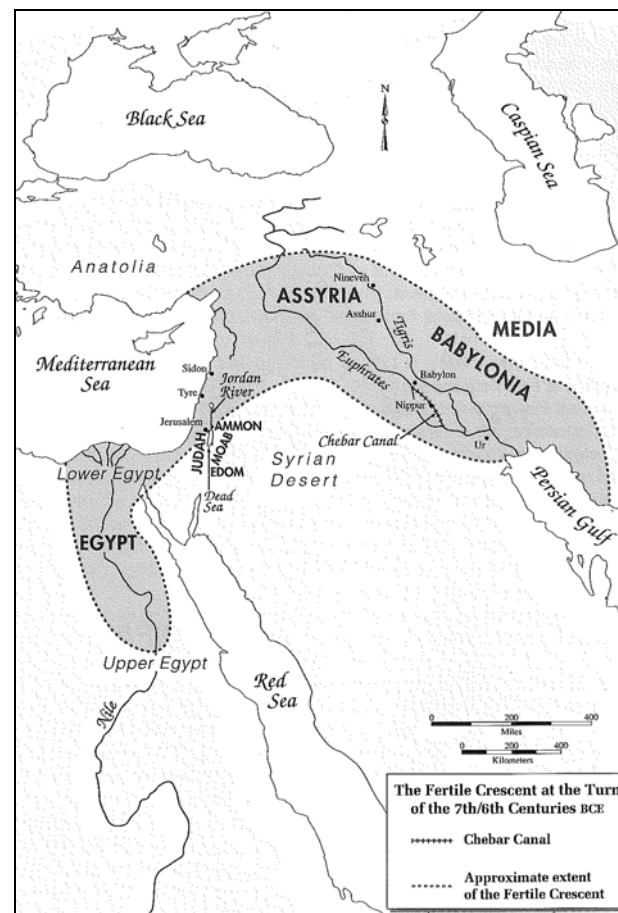 Black Sea
N
S
Caspian Sea
Anatolia
Nineveh
ASSYRIA
Asshur
Tigris
MEDIA
BABYLONIA
Mediterranean
Sea
Sidon
Jordan
River
Tyre
Euphrates
Babylon
Nippur
Jerusalem
AMMON
Chebar Canal
Ur
JUDAH
MOAB
EDOM
Syrian
Desert
Lower Egypt
Dead
Sea
Persian Gulf
EGYPT
Upper Egypt
Nile
Red
Sea
0 200 400
Miles
0 200 400
Kilometers
The Fertile Crescent at the Turn
of the 7th/6th Centuries BCE
Chebar Canal
Approximate extent
of the Fertile Crescent